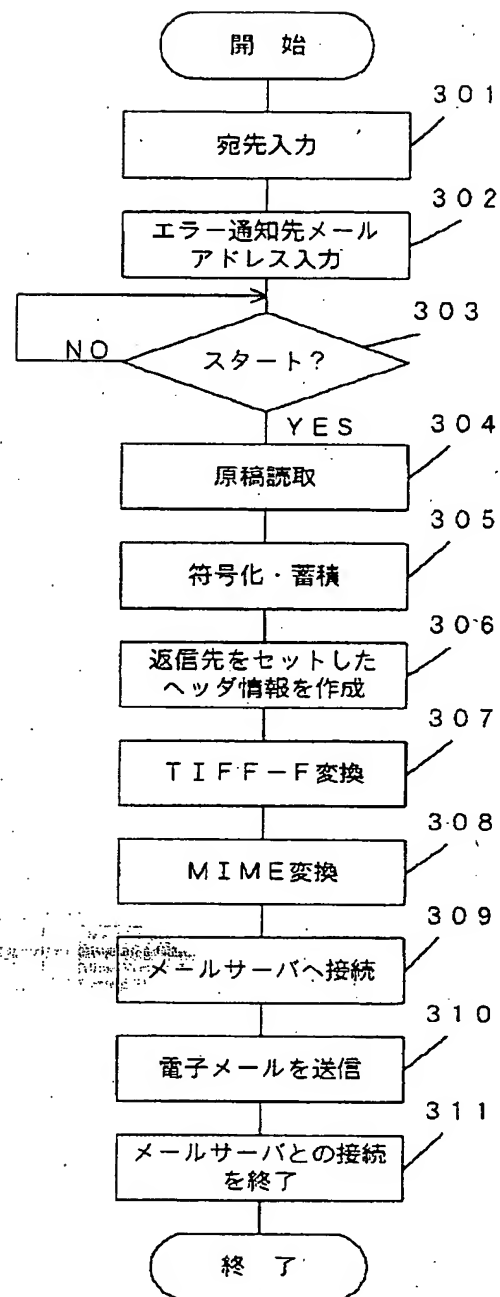 開 始
301
宛先入力
302
エラー通知先メール
アドレス入力
303
スタート?
NO
YES
304
原稿読取
305
符号化・蓄積
306
返信先をセットした
ヘッダ情報を作成
307
TIFF-F変換
308
MIME変換
309
メールサーバへ接続
310
電子メールを送信
311
メールサーバとの接続
を終了
終 了